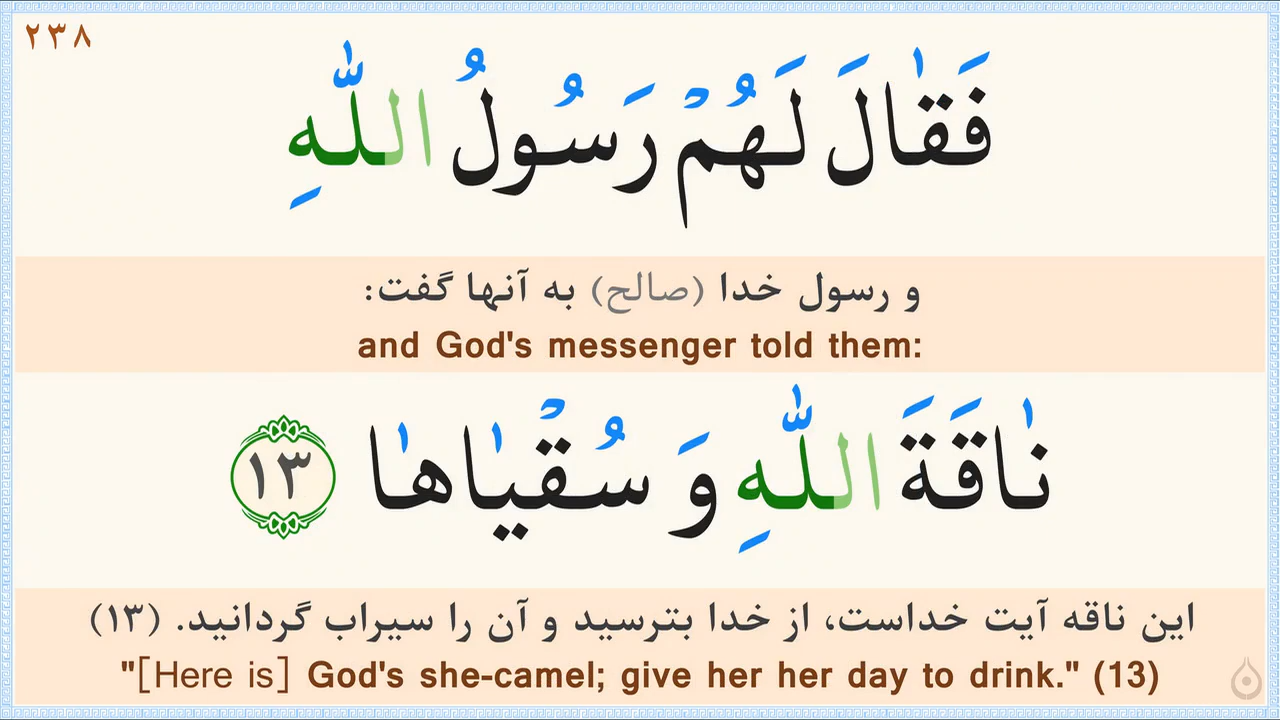 ۲۳۸
فَقٰالَ لَهُمْ رَسُولُ اللّٰهِ
و رسول خدا (صالح) به آنها گفت:
and God's messenger told them:
نٰاقَةَ اللّٰهِ وَ سُقْیٰاهٰا ۱۳
این ناقه آیت خداست، از خدا بترسید و آن را سیراب گردانید. (۱۳)
"[Here is] God's she-camel; give her her day to drink." (13)